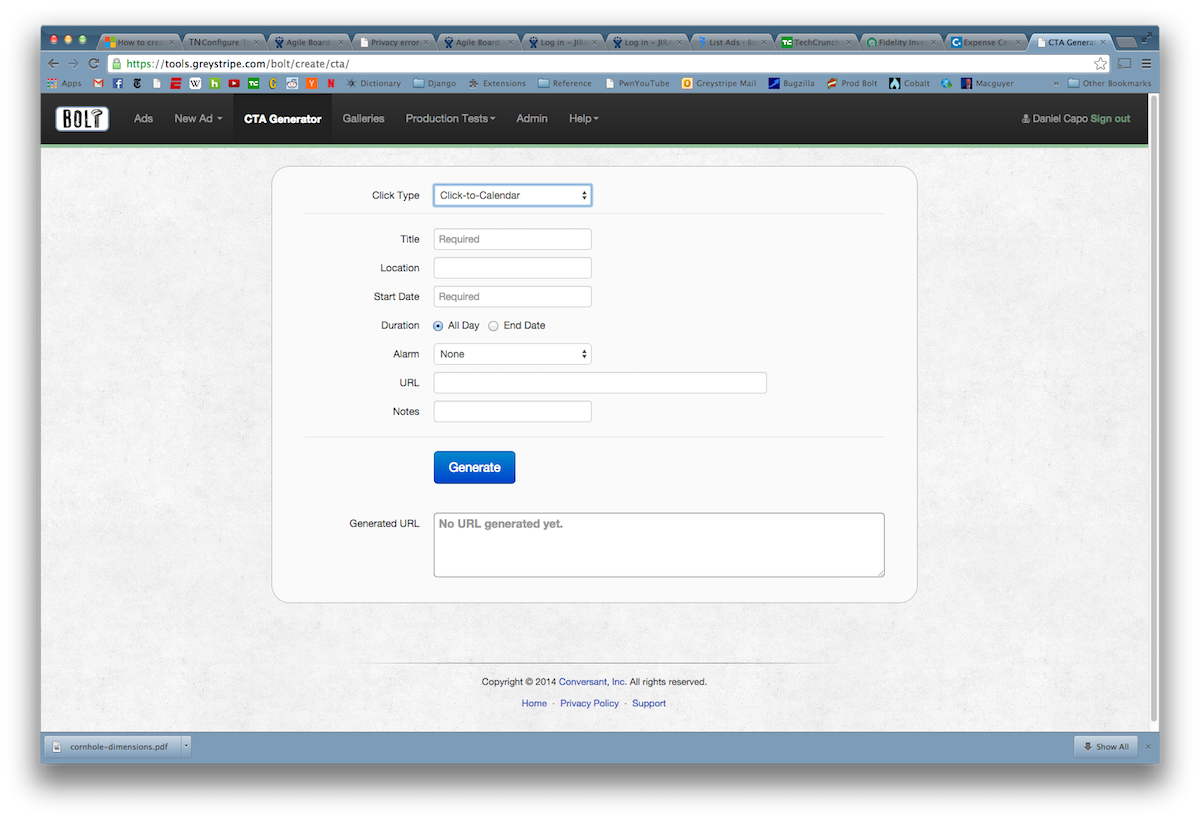 How to crea
TN Configure T
Agile Board
Privacy error
Agile Board
Log in - JIRA
Log in - JIRA
List Ads - B
TechCrunch
Fidelity Inve
Expense Ce
CTA Genera
https://tools.greystripe.com/bolt/create/cta/
Apps Dictionary Django Extensions Reference PwnYouTube Greystripe Mail Bugzilla Prod Bolt Cobalt Macguyer » Other Bookmarks
BOLT Ads New Ad CTA Generator Galleries Production Tests Admin Help Daniel Capo Sign out
Click Type Click-to-Calendar
Title Required
Location
Start Date Required
Duration All Day End Date
Alarm None
URL
Notes
Generate
Generated URL No URL generated yet.
Copyright © 2014 Conversant, Inc. All rights reserved.
Home · Privacy Policy · Support
cornhole-dimensions.pdf Show All